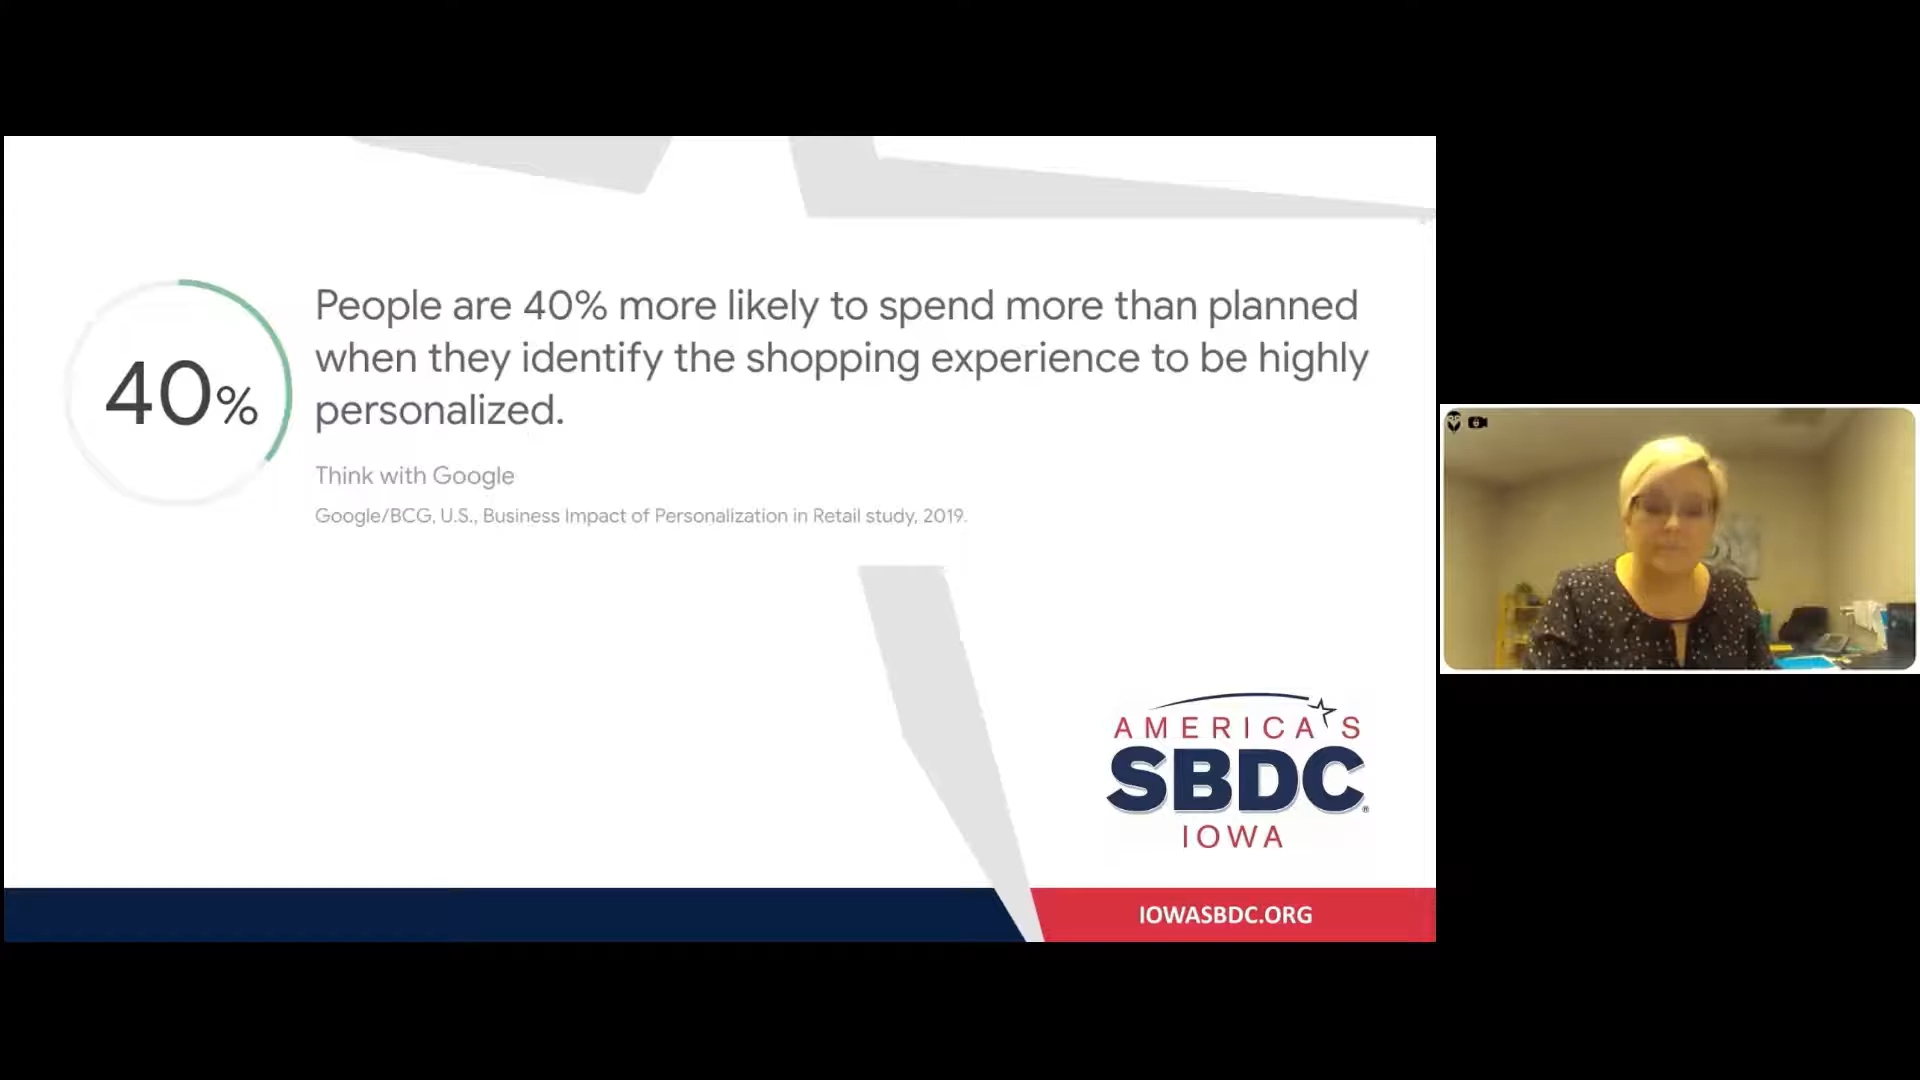 40%
People are 40% more likely to spend more than planned
when they identify the shopping experience to be highly
personalized.
Think with Google
Google/BCG, U.S., Business Impact of Personalization in Retail study, 2019.
AMERICA'S
SBDC®
IOWA
IOWASBDC.ORG